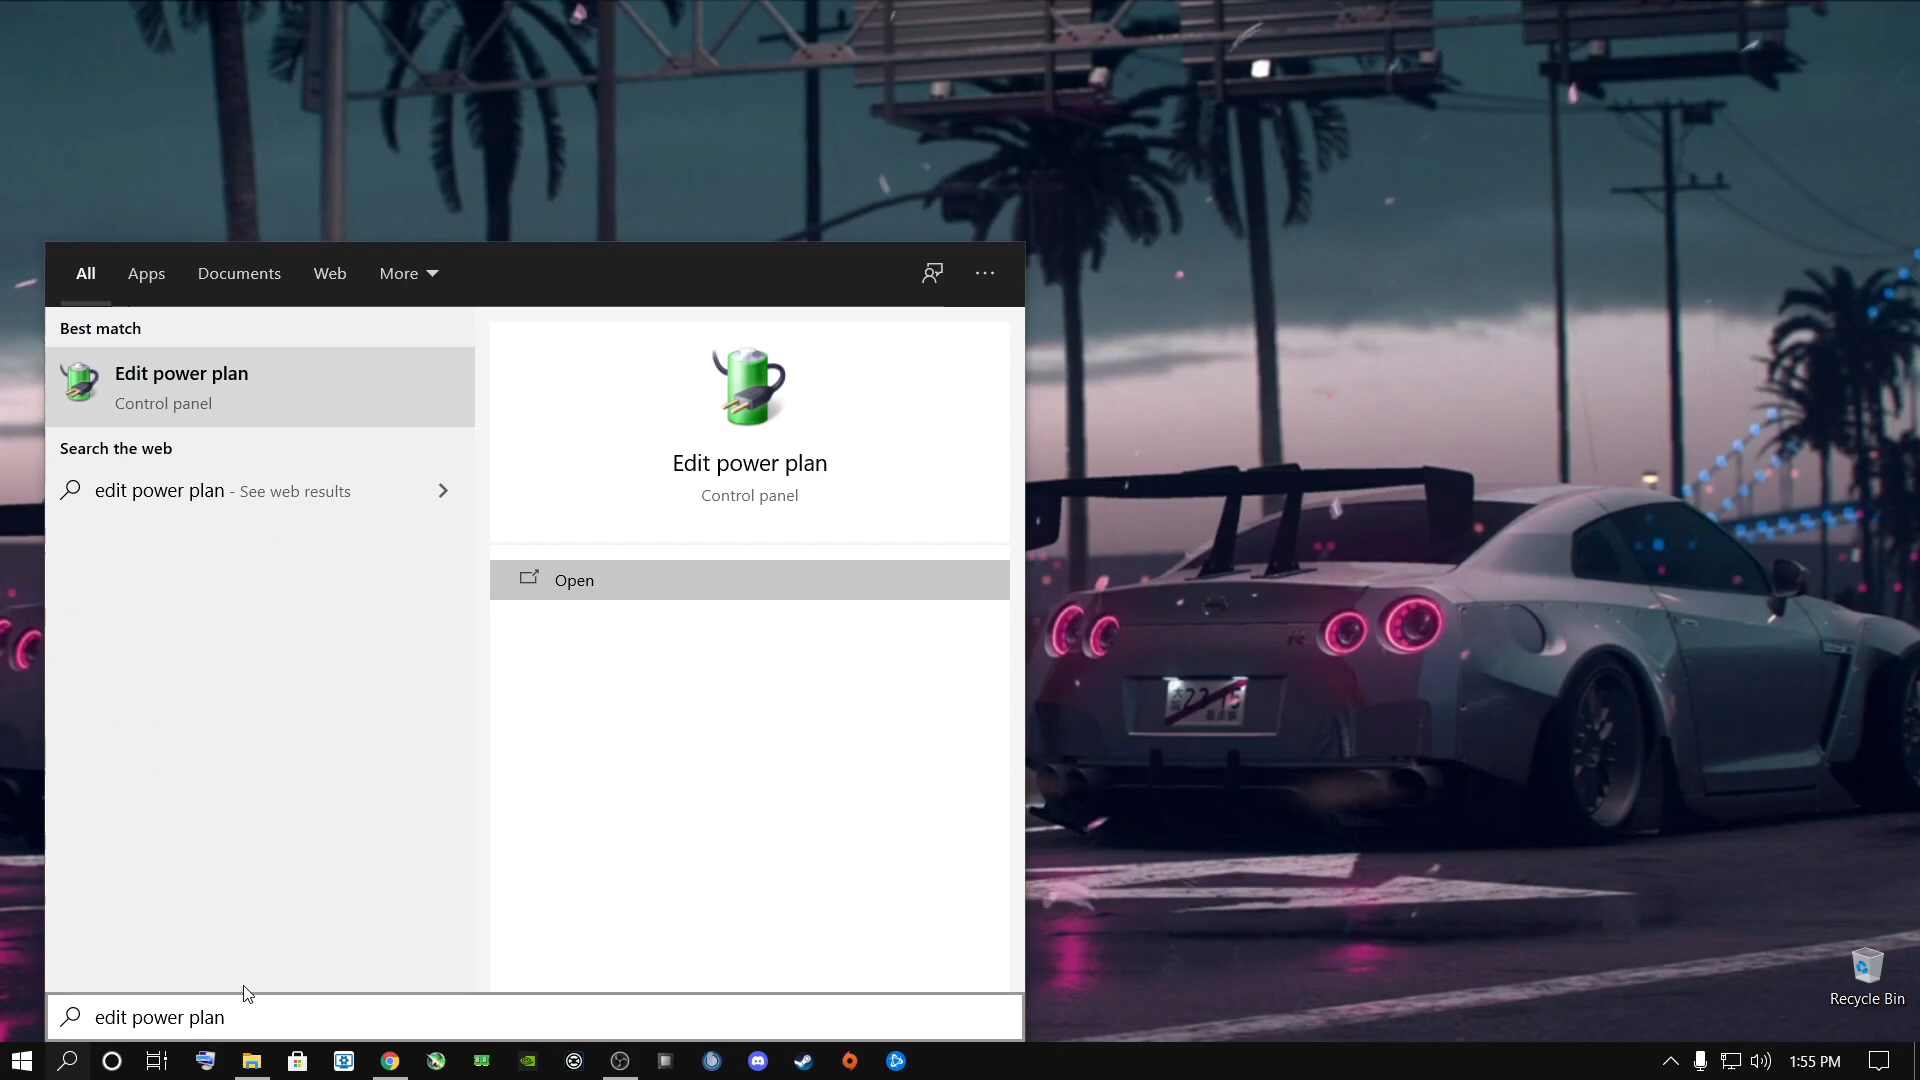 All Apps Documents Web More
Best match
Edit power plan
Control panel
Search the web
edit power plan - See web results
Edit power plan
Control panel
Open
edit power plan
Recycle Bin
1:55 PM